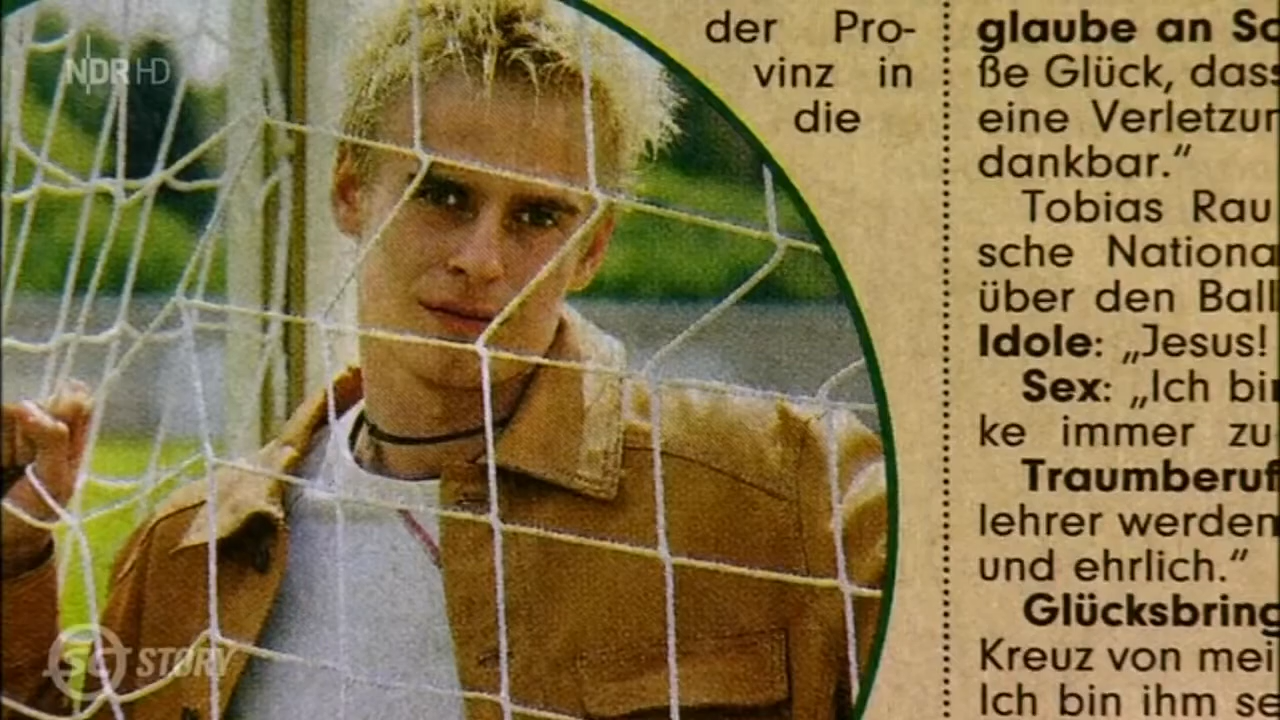 NDR HD
der Pro-
vinz in
die
glaube an Sc
ße Glück, dass
eine Verletzun
dankbar.“
Tobias Rau
sche Nationa
über den Ball
Idole: „Jesus!
Sex: „Ich bin
ke immer zu
Traumberuf
lehrer werden
und ehrlich.“
Glücksbring
Kreuz von mei
Ich bin ihm se
SC STORY